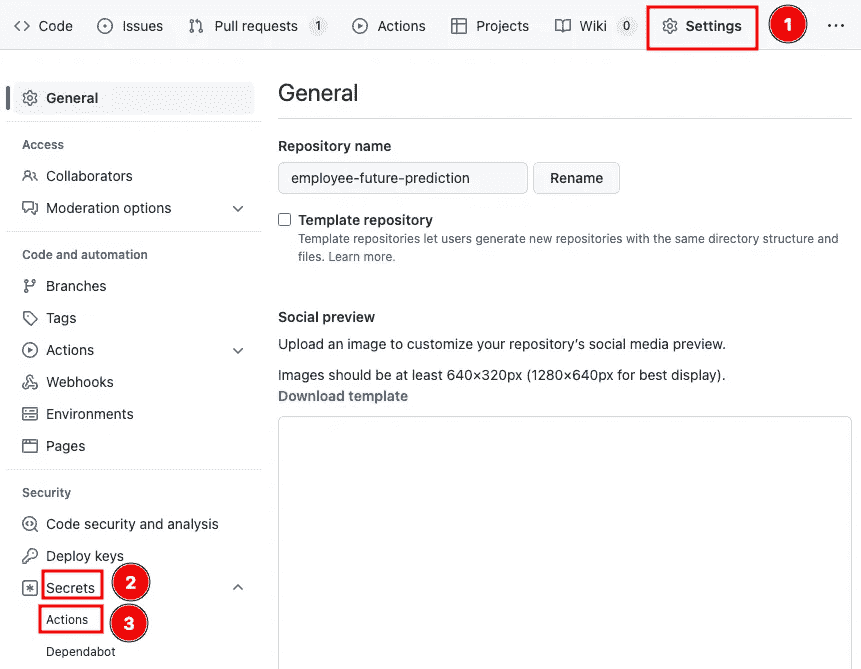 Code Issues Pull requests 1 Actions Projects Wiki 0 Settings 1 ...
General
Access
Collaborators
Moderation options
Code and automation
Branches
Tags
Actions
Webhooks
Environments
Pages
Security
Code security and analysis
Deploy keys
Secrets 2
Actions 3
Dependabot
General
Repository name
employee-future-prediction Rename
Template repository
Template repositories let users generate new repositories with the same directory structure and
files. Learn more.
Social preview
Upload an image to customize your repository’s social media preview.
Images should be at least 640×320px (1280×640px for best display).
Download template